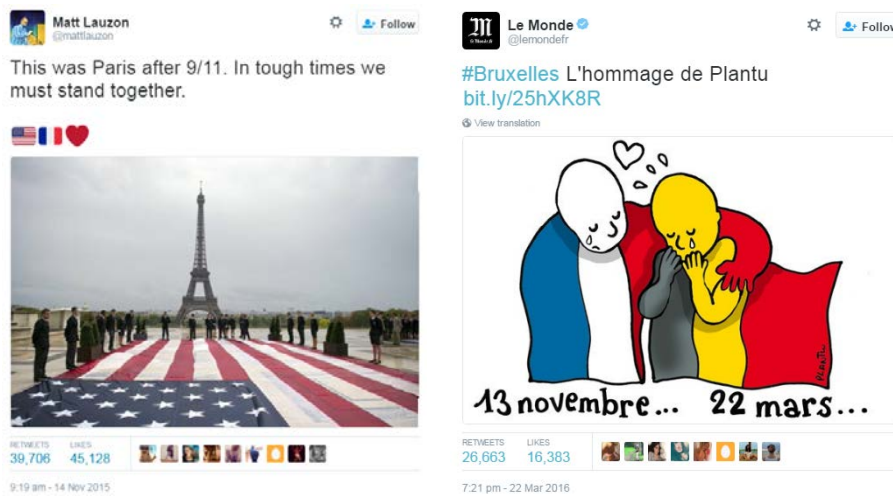 Matt Lauzon
@mattlauzon
Follow
This was Paris after 9/11. In tough times we
must stand together.
RETWEETS LIKES
39,706 45,128
9:19 am - 14 Nov 2015
Le Monde
@lemondefr
Follow
#Bruxelles L'hommage de Plantu
bit.ly/25hXK8R
View translation
PLANTU
13 novembre... 22 mars...
RETWEETS LIKES
26,663 16,383
7:21 pm - 22 Mar 2016